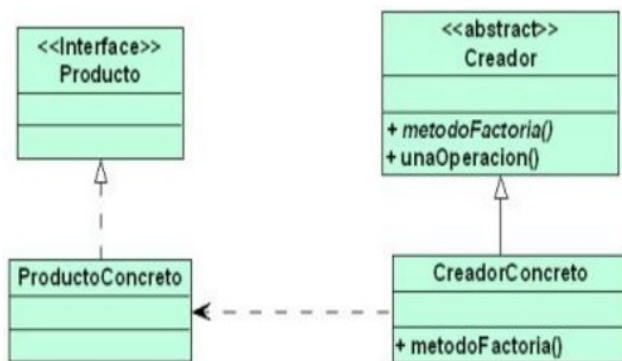 <<Interface>>
Producto
<<abstract>>
Creador
+ metodoFactoria()
+ unaOperacion()
ProductoConcreto
CreadorConcreto
+ metodoFactoria()